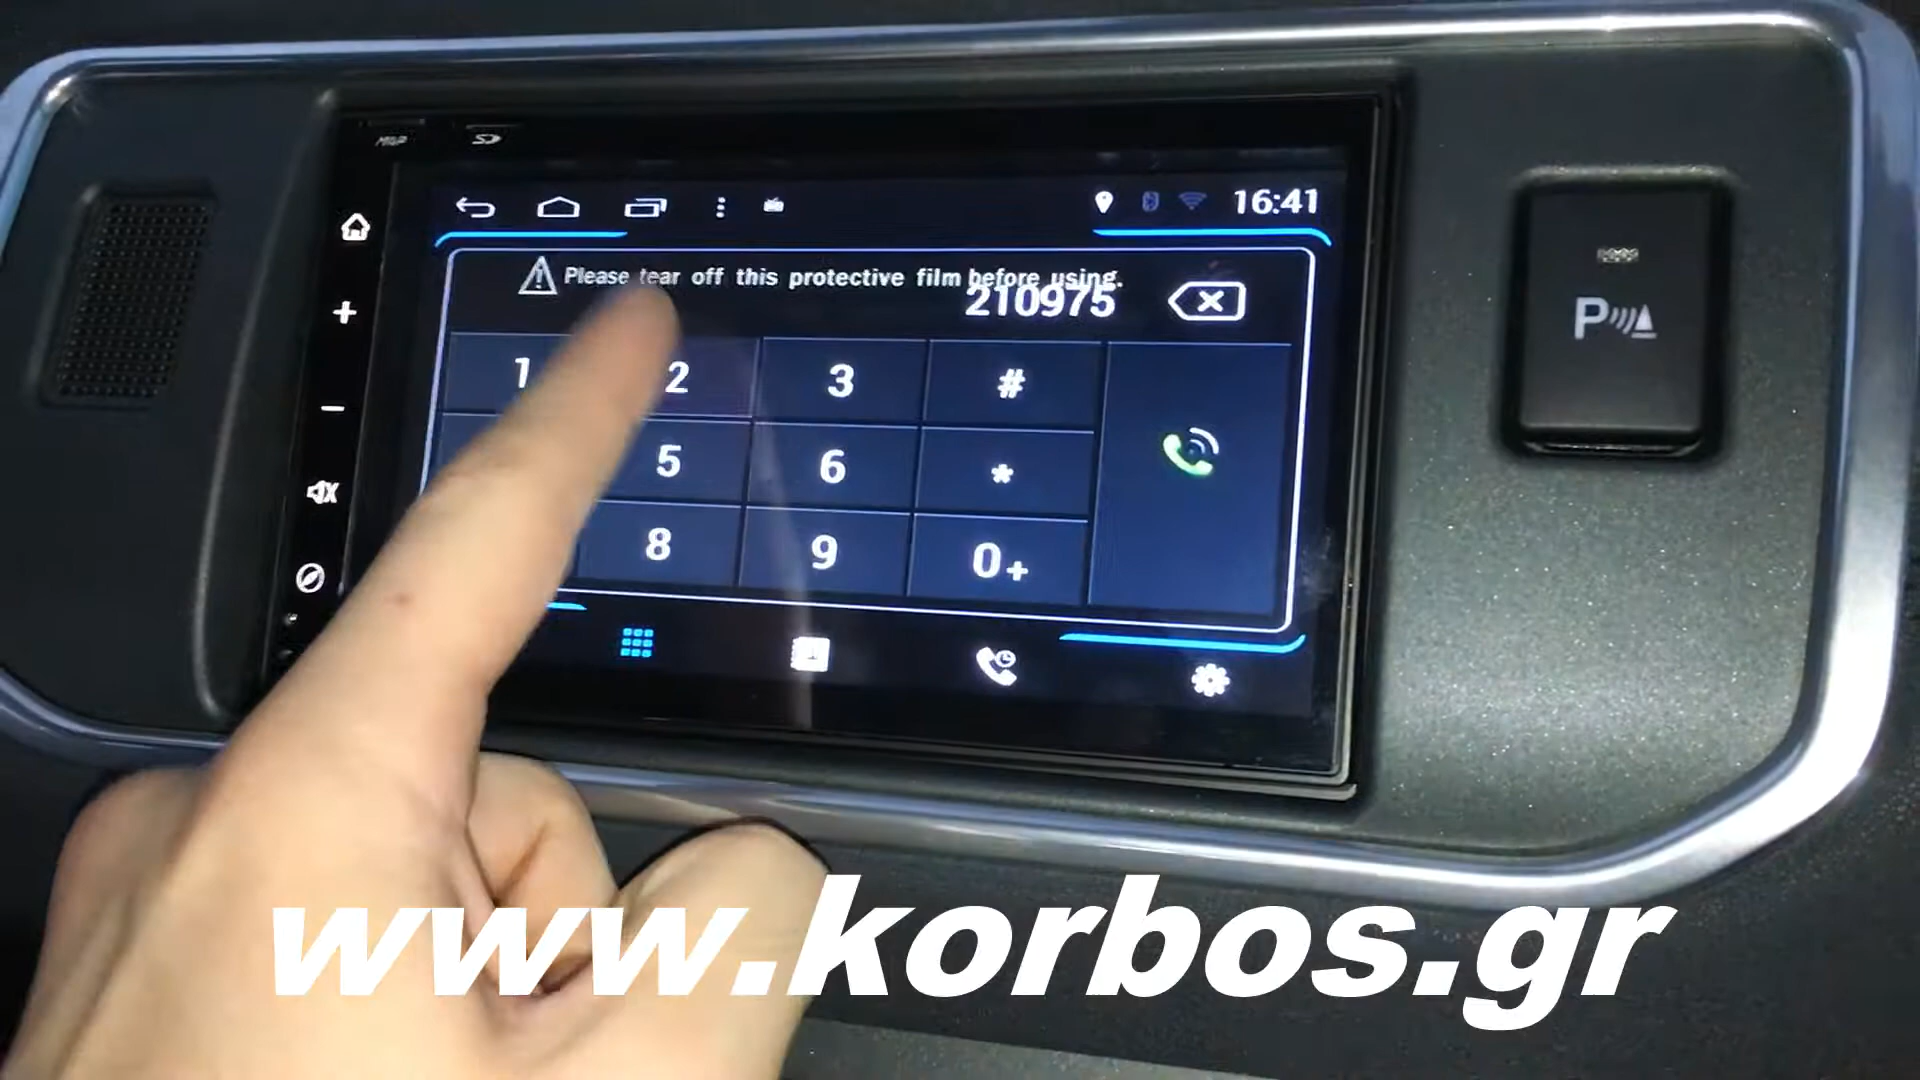 16:41
Please tear off this protective film before using.
210975
1 2 3 #
5 6 *
8 9 0+
P
www.korbos.gr